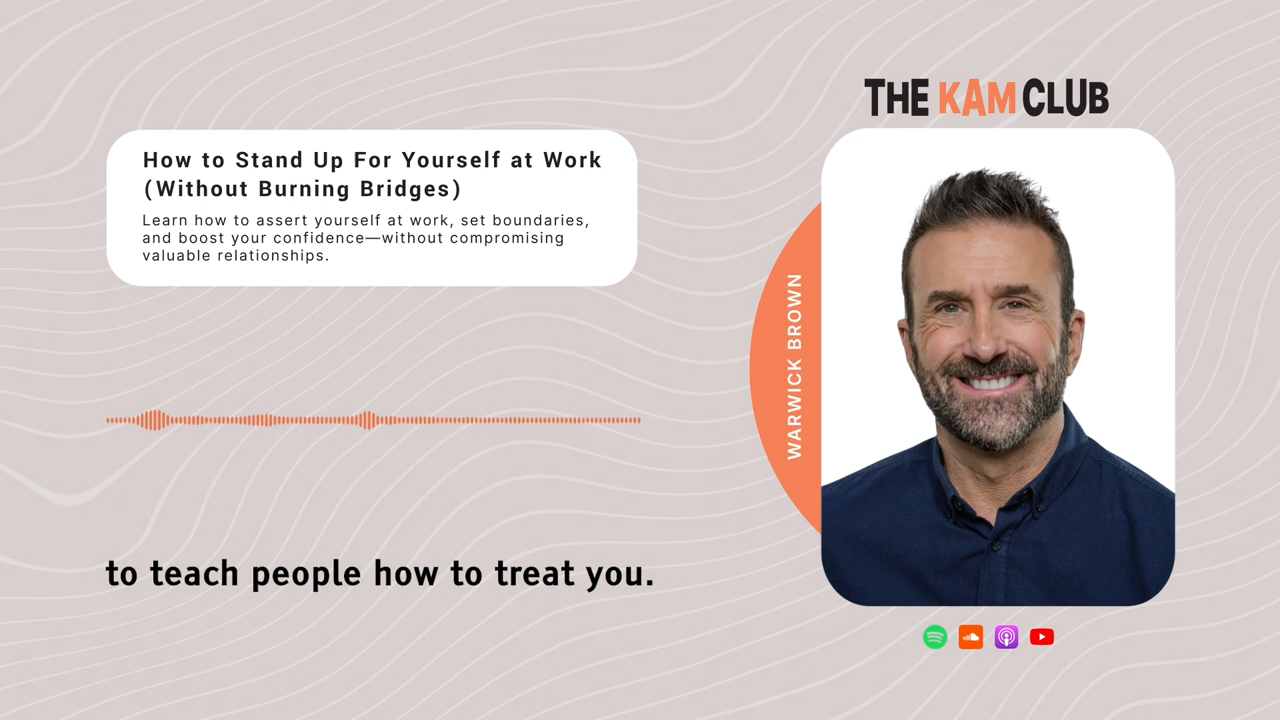 THE KAM CLUB
How to Stand Up For Yourself at Work
(Without Burning Bridges)
Learn how to assert yourself at work, set boundaries,
and boost your confidence—without compromising
valuable relationships.
WARWICK BROWN
to teach people how to treat you.